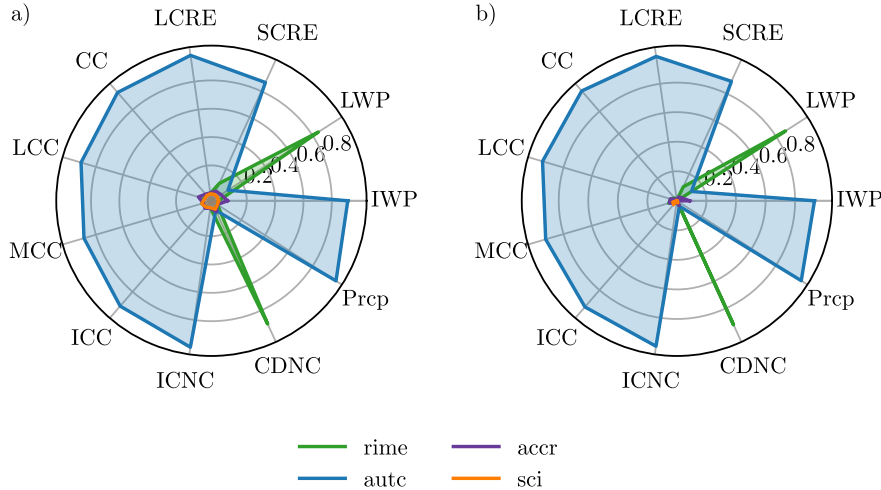 a)
LCRE
SCRE
CC
LWP
LCC
0.2
0.4
0.6
0.8
IWP
MCC
Prcp
ICC
CDNC
ICNC
b)
LCRE
SCRE
CC
LWP
LCC
0.2
0.4
0.6
0.8
IWP
MCC
Prcp
ICC
CDNC
ICNC
rime
accr
autc
sci